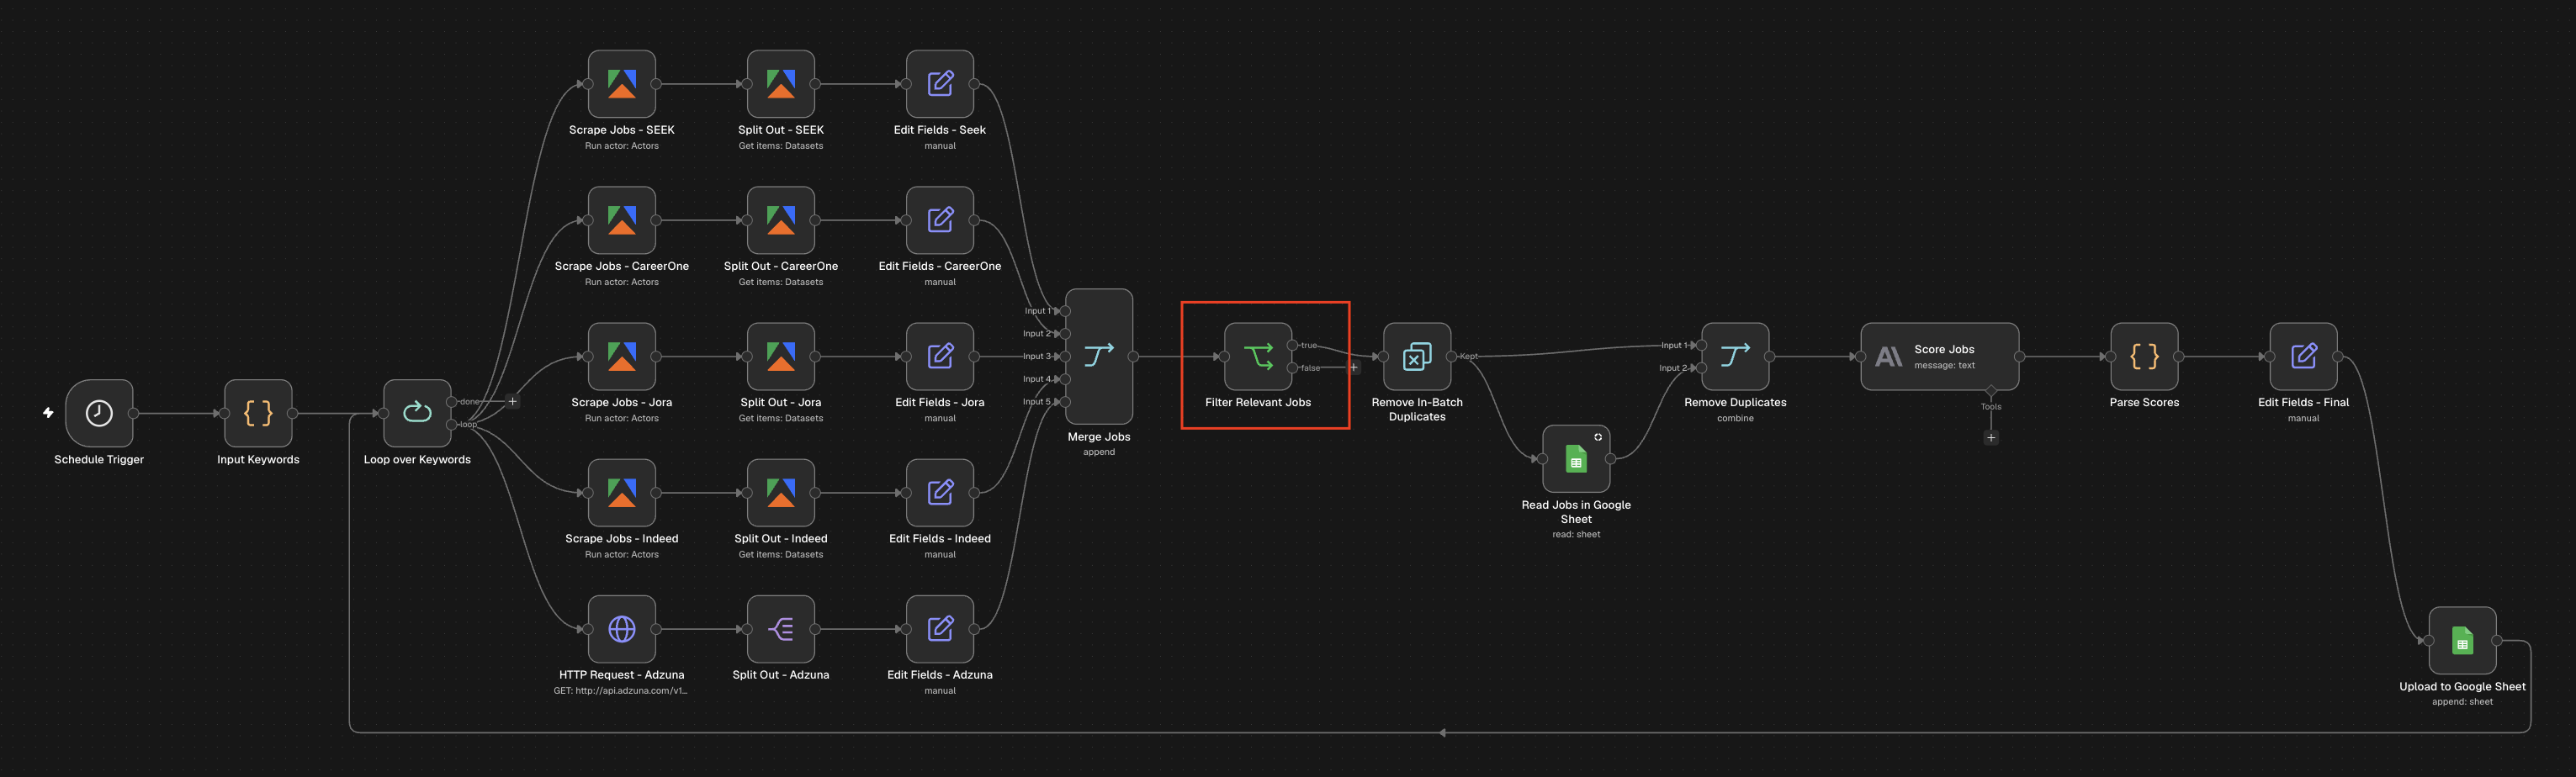 Scrape Jobs - SEEK
Run actor: Actors
Split Out - SEEK
Get items: Datasets
Edit Fields - Seek
manual
Scrape Jobs - CareerOne
Run actor: Actors
Split Out - CareerOne
Get items: Datasets
Edit Fields - CareerOne
manual
Scrape Jobs - Jora
Run actor: Actors
Split Out - Jora
Get items: Datasets
Edit Fields - Jora
manual
Scrape Jobs - Indeed
Run actor: Actors
Split Out - Indeed
Get items: Datasets
Edit Fields - Indeed
manual
HTTP Request - Adzuna
GET: http://api.adzuna.com/v1...
Split Out - Adzuna
Edit Fields - Adzuna
manual
Schedule Trigger
Input Keywords
Loop over Keywords
done
loop
Input 1
Input 2
Input 3
Input 4
Input 5
Merge Jobs
append
Filter Relevant Jobs
true
false
Remove In-Batch
Duplicates
Kept
Read Jobs in Google
Sheet
read: sheet
Input 1
Input 2
Remove Duplicates
combine
Score Jobs
message: text
Tools
Parse Scores
Edit Fields - Final
manual
Upload to Google Sheet
append: sheet